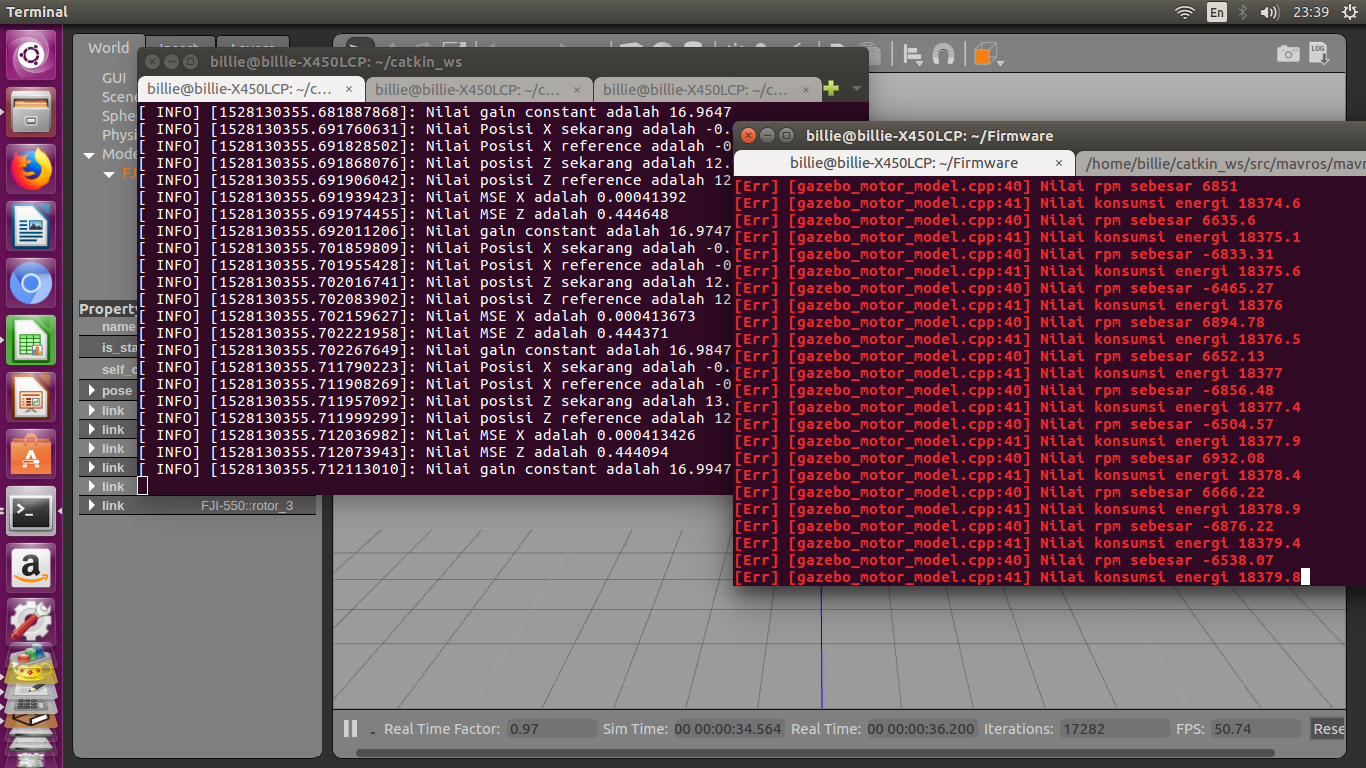 Terminal
En
23:39
World
Insert
Layers
GUI
Scene
Sphe
Physi
Mode
FJ
billie@billie-X450LCP: ~/catkin_ws
billie@billie-X450LCP: ~/c... × billie@billie-X450LCP: ~/c... × billie@billie-X450LCP: ~/c... ×
[ INFO] [1528130355.681887868]: Nilai gain constant adalah 16.9647
[ INFO] [1528130355.691760631]: Nilai Posisi X sekarang adalah -0.
[ INFO] [1528130355.691828502]: Nilai Posisi X reference adalah -0
[ INFO] [1528130355.691868076]: Nilai posisi Z sekarang adalah 12.
[ INFO] [1528130355.691906042]: Nilai posisi Z reference adalah 12
[ INFO] [1528130355.691939423]: Nilai MSE X adalah 0.00041392
[ INFO] [1528130355.691974455]: Nilai MSE Z adalah 0.444648
[ INFO] [1528130355.692011206]: Nilai gain constant adalah 16.9747
[ INFO] [1528130355.701859809]: Nilai Posisi X sekarang adalah -0.
[ INFO] [1528130355.701955428]: Nilai Posisi X reference adalah -0
[ INFO] [1528130355.702016741]: Nilai posisi Z sekarang adalah 12.
[ INFO] [1528130355.702083902]: Nilai posisi Z reference adalah 12
[ INFO] [1528130355.702159627]: Nilai MSE X adalah 0.000413673
[ INFO] [1528130355.702221958]: Nilai MSE Z adalah 0.444371
[ INFO] [1528130355.702267649]: Nilai gain constant adalah 16.9847
[ INFO] [1528130355.711790223]: Nilai Posisi X sekarang adalah -0.
[ INFO] [1528130355.711908269]: Nilai Posisi X reference adalah -0
[ INFO] [1528130355.711957092]: Nilai posisi Z sekarang adalah 13.
[ INFO] [1528130355.711999299]: Nilai posisi Z reference adalah 12
[ INFO] [1528130355.712036982]: Nilai MSE X adalah 0.000413426
[ INFO] [1528130355.712073943]: Nilai MSE Z adalah 0.444094
[ INFO] [1528130355.712113010]: Nilai gain constant adalah 16.9947
billie@billie-X450LCP: ~/Firmware
billie@billie-X450LCP: ~/Firmware × /home/billie/catkin_ws/src/mavros/mavr
[Err] [gazebo_motor_model.cpp:40] Nilai rpm sebesar 6851
[Err] [gazebo_motor_model.cpp:41] Nilai konsumsi energi 18374.6
[Err] [gazebo_motor_model.cpp:40] Nilai rpm sebesar 6635.6
[Err] [gazebo_motor_model.cpp:41] Nilai konsumsi energi 18375.1
[Err] [gazebo_motor_model.cpp:40] Nilai rpm sebesar -6833.31
[Err] [gazebo_motor_model.cpp:41] Nilai konsumsi energi 18375.6
[Err] [gazebo_motor_model.cpp:40] Nilai rpm sebesar -6465.27
[Err] [gazebo_motor_model.cpp:41] Nilai konsumsi energi 18376
[Err] [gazebo_motor_model.cpp:40] Nilai rpm sebesar 6894.78
[Err] [gazebo_motor_model.cpp:41] Nilai konsumsi energi 18376.5
[Err] [gazebo_motor_model.cpp:40] Nilai rpm sebesar 6652.13
[Err] [gazebo_motor_model.cpp:41] Nilai konsumsi energi 18377
[Err] [gazebo_motor_model.cpp:40] Nilai rpm sebesar -6856.48
[Err] [gazebo_motor_model.cpp:41] Nilai konsumsi energi 18377.4
[Err] [gazebo_motor_model.cpp:40] Nilai rpm sebesar -6504.57
[Err] [gazebo_motor_model.cpp:41] Nilai konsumsi energi 18377.9
[Err] [gazebo_motor_model.cpp:40] Nilai rpm sebesar 6932.08
[Err] [gazebo_motor_model.cpp:41] Nilai konsumsi energi 18378.4
[Err] [gazebo_motor_model.cpp:40] Nilai rpm sebesar 6666.22
[Err] [gazebo_motor_model.cpp:41] Nilai konsumsi energi 18378.9
[Err] [gazebo_motor_model.cpp:40] Nilai rpm sebesar -6876.22
[Err] [gazebo_motor_model.cpp:41] Nilai konsumsi energi 18379.4
[Err] [gazebo_motor_model.cpp:40] Nilai rpm sebesar -6538.07
[Err] [gazebo_motor_model.cpp:41] Nilai konsumsi energi 18379.8
LOG
Property
name
is_sta
self_c
pose
link
link
link
link
link
link FJI-550::rotor_3
Real Time Factor: 0.97 Sim Time: 00 00:00:34.564 Real Time: 00 00:00:36.200 Iterations: 17282 FPS: 50.74 Rese